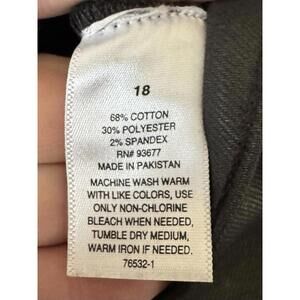 18
68% COTTON
30% POLYESTER
2% SPANDEX
RN# 93677
MADE IN PAKISTAN
MACHINE WASH WARM
WITH LIKE COLORS, USE
ONLY NON-CHLORINE
BLEACH WHEN NEEDED,
TUMBLE DRY MEDIUM,
WARM IRON IF NEEDED.
76532-1